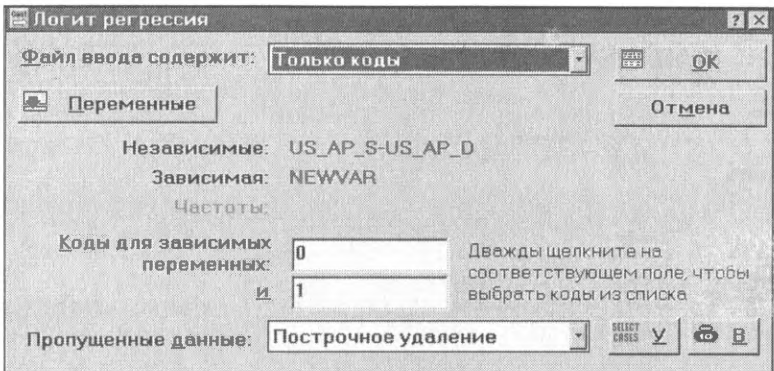 Логит регрессия
Файл ввода содержит: Только коды
OK
Переменные
Отмена
Независимые: US_AP_S-US_AP_D
Зависимая: NEWVAR
Частоты:
Коды для зависимых переменных: 0
и 1
Дважды щелкните на
соответствующем поле, чтобы
выбрать коды из списка
Пропущенные данные: Построчное удаление
SELECT CASES У
В